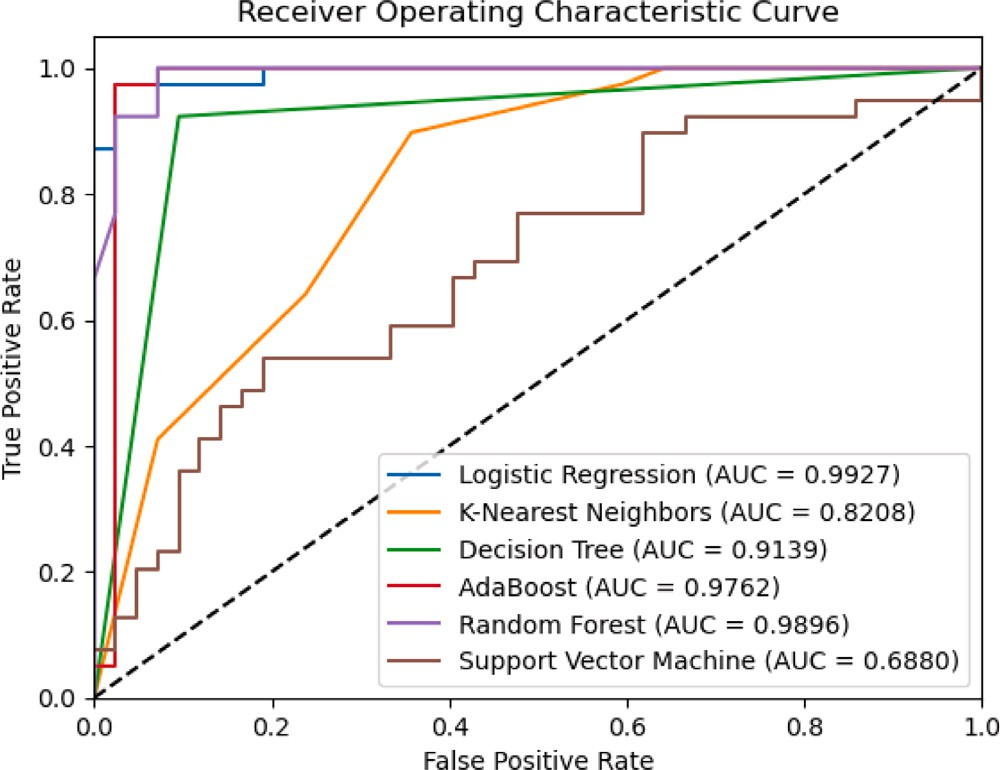 Receiver Operating Characteristic Curve
1.0
0.8
0.6
0.4
0.2
0.0
True Positive Rate
Logistic Regression (AUC = 0.9927)
K-Nearest Neighbors (AUC = 0.8208)
Decision Tree (AUC = 0.9139)
AdaBoost (AUC = 0.9762)
Random Forest (AUC = 0.9896)
Support Vector Machine (AUC = 0.6880)
0.0 0.2 0.4 0.6 0.8 1.0
False Positive Rate